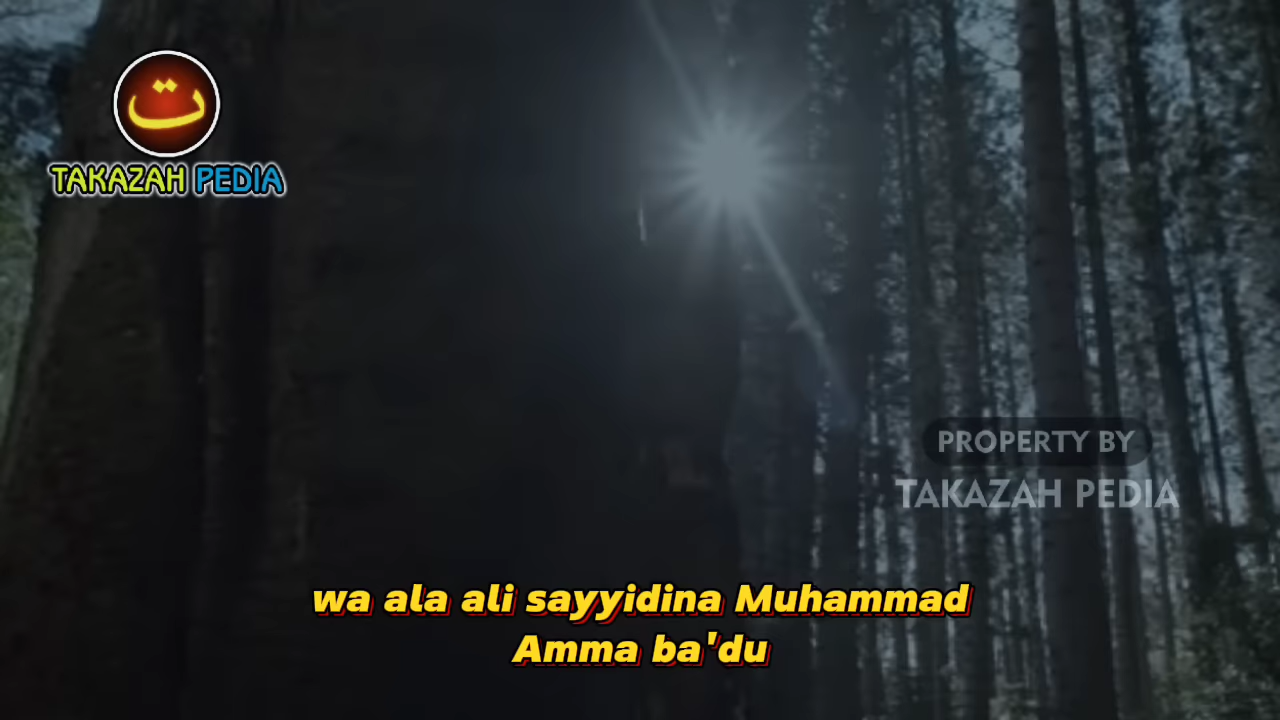 ت
TAKAZAH PEDIA
PROPERTY BY
TAKAZAH PEDIA
wa ala ali sayyidina Muhammad
Amma ba'du